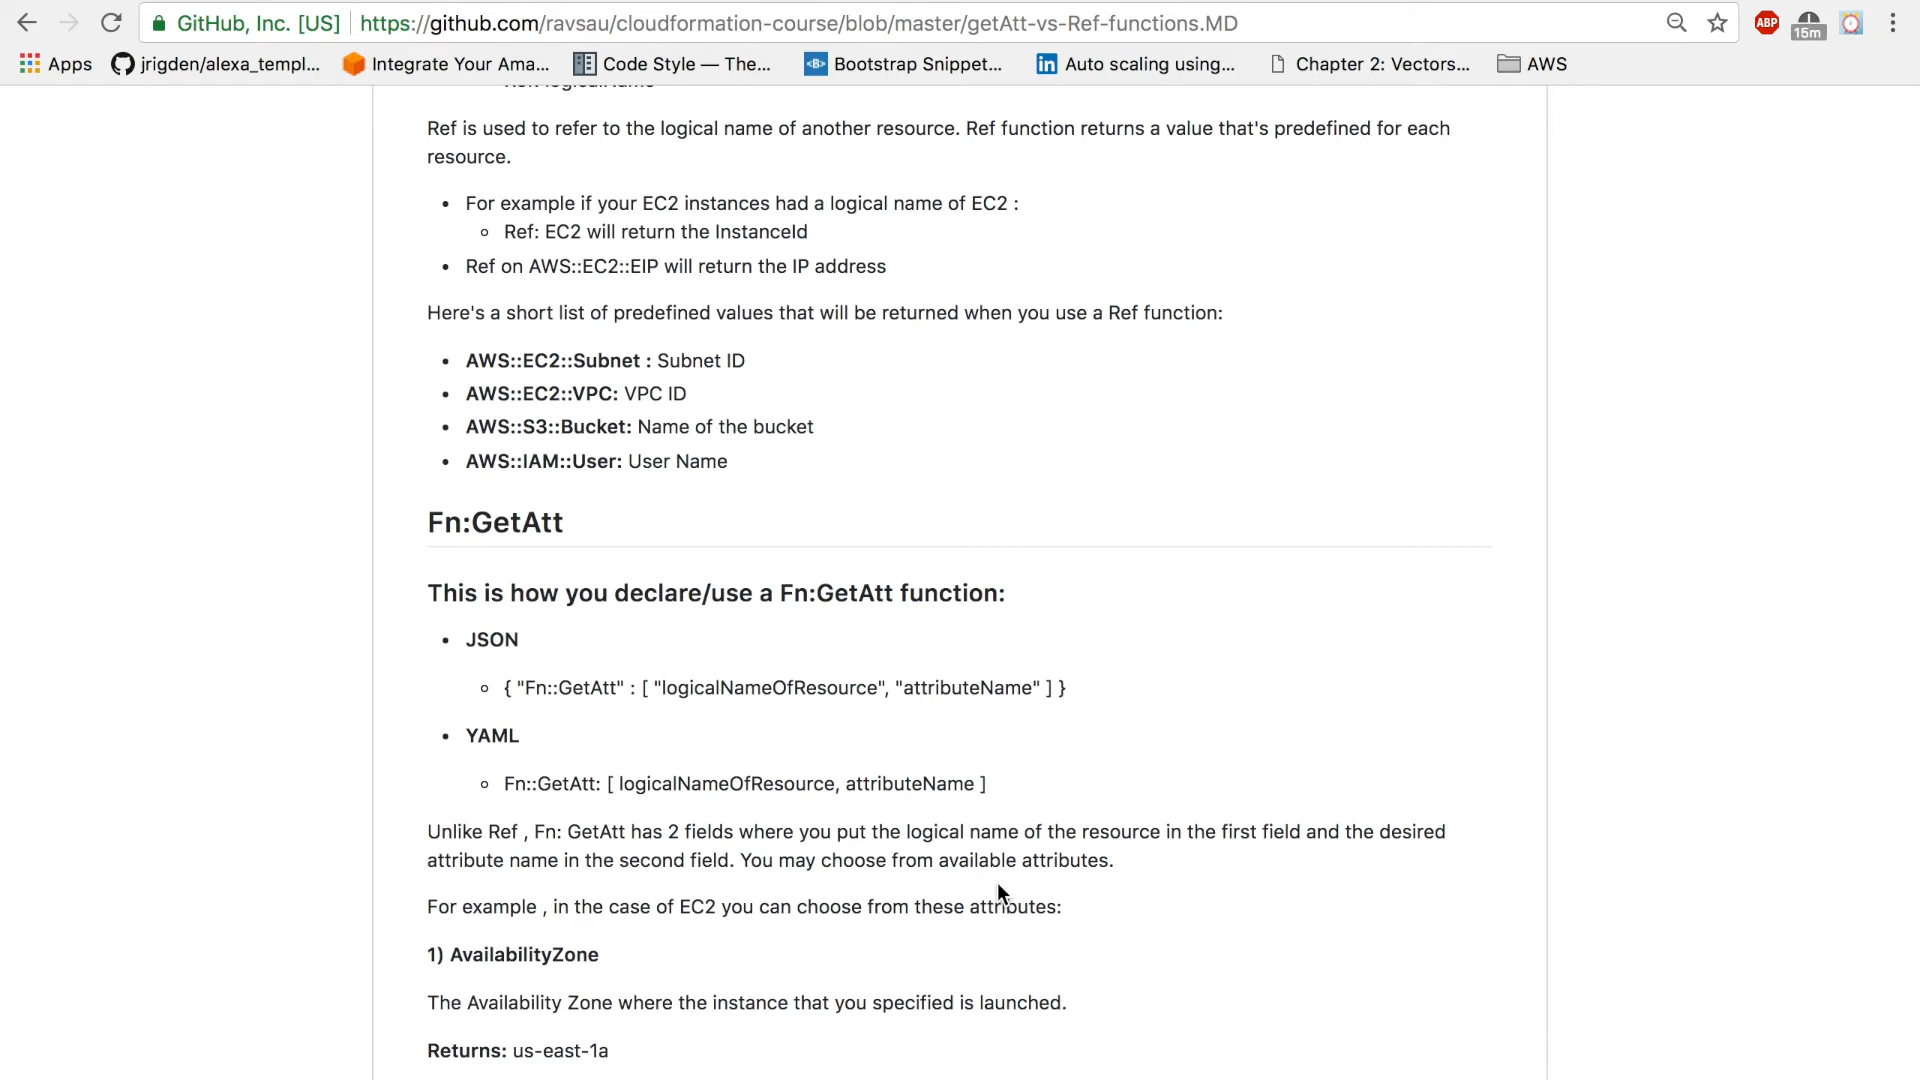 GitHub, Inc. [US] https://github.com/ravsau/cloudformation-course/blob/master/getAtt-vs-Ref-functions.MD
ABP
15m
Apps jrigden/alexa_templ... Integrate Your Ama... Code Style — The... <B> Bootstrap Snippet... in Auto scaling using... Chapter 2: Vectors... AWS
Ref is used to refer to the logical name of another resource. Ref function returns a value that's predefined for each
resource.
• For example if your EC2 instances had a logical name of EC2 :
◦ Ref: EC2 will return the InstanceId
• Ref on AWS::EC2::EIP will return the IP address
Here's a short list of predefined values that will be returned when you use a Ref function:
• AWS::EC2::Subnet : Subnet ID
• AWS::EC2::VPC: VPC ID
• AWS::S3::Bucket: Name of the bucket
• AWS::IAM::User: User Name
Fn:GetAtt
This is how you declare/use a Fn:GetAtt function:
• JSON
◦ { "Fn::GetAtt" : [ "logicalNameOfResource", "attributeName" ] }
• YAML
◦ Fn::GetAtt: [ logicalNameOfResource, attributeName ]
Unlike Ref , Fn: GetAtt has 2 fields where you put the logical name of the resource in the first field and the desired
attribute name in the second field. You may choose from available attributes.
For example , in the case of EC2 you can choose from these attributes:
1) AvailabilityZone
The Availability Zone where the instance that you specified is launched.
Returns: us-east-1a